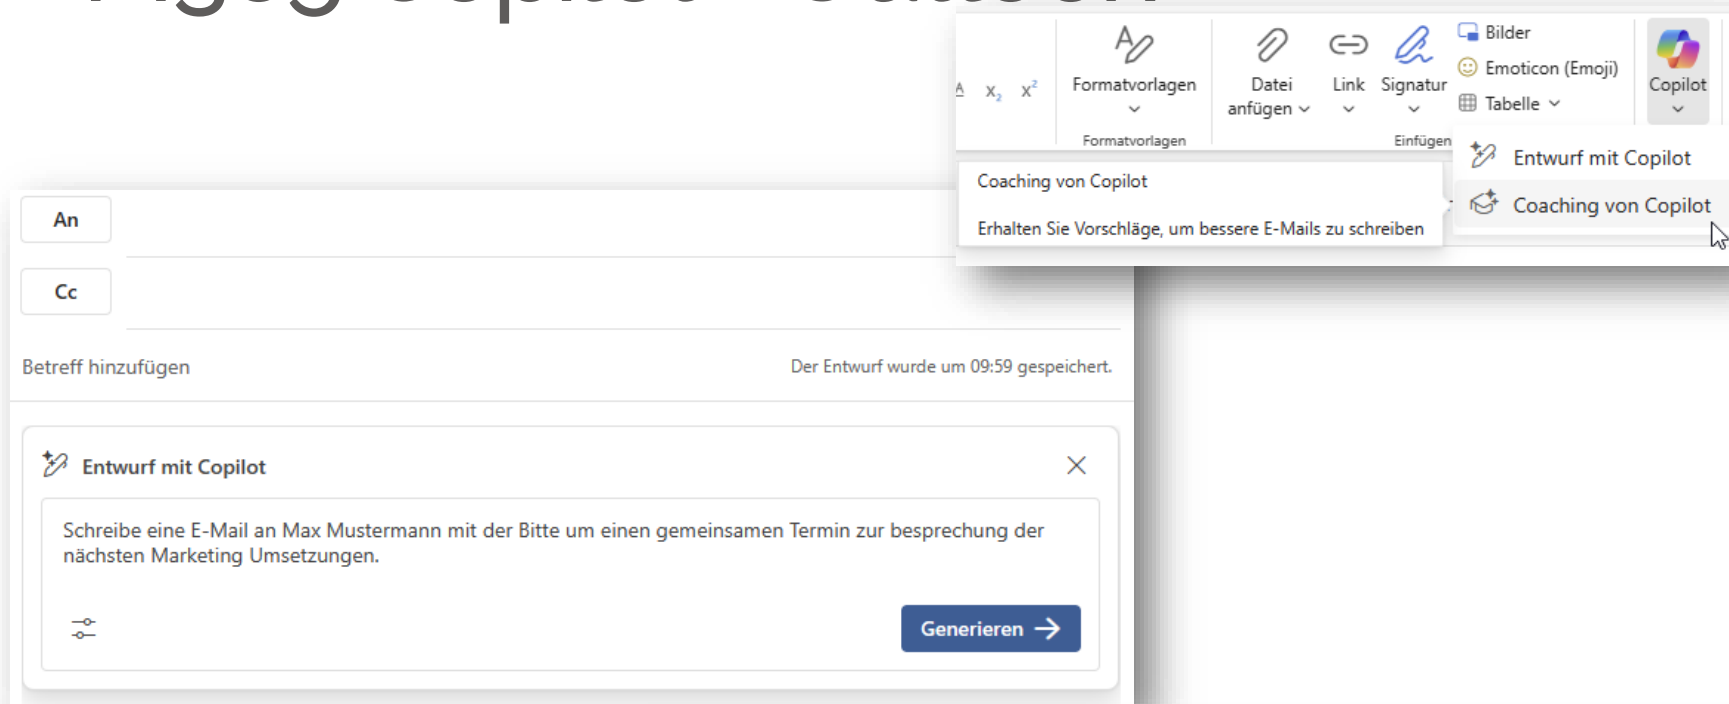 Copilot
A x₂ x²
Formatvorlagen
Datei anfügen
Link
Signatur
Bilder
Emoticon (Emoji)
Tabelle
Copilot
Formatvorlagen
Einfügen
Entwurf mit Copilot
Coaching von Copilot
Coaching von Copilot
Erhalten Sie Vorschläge, um bessere E-Mails zu schreiben
An
Cc
Betreff hinzufügen
Der Entwurf wurde um 09:59 gespeichert.
Entwurf mit Copilot
Schreibe eine E-Mail an Max Mustermann mit der Bitte um einen gemeinsamen Termin zur besprechung der
nächsten Marketing Umsetzungen.
Generieren